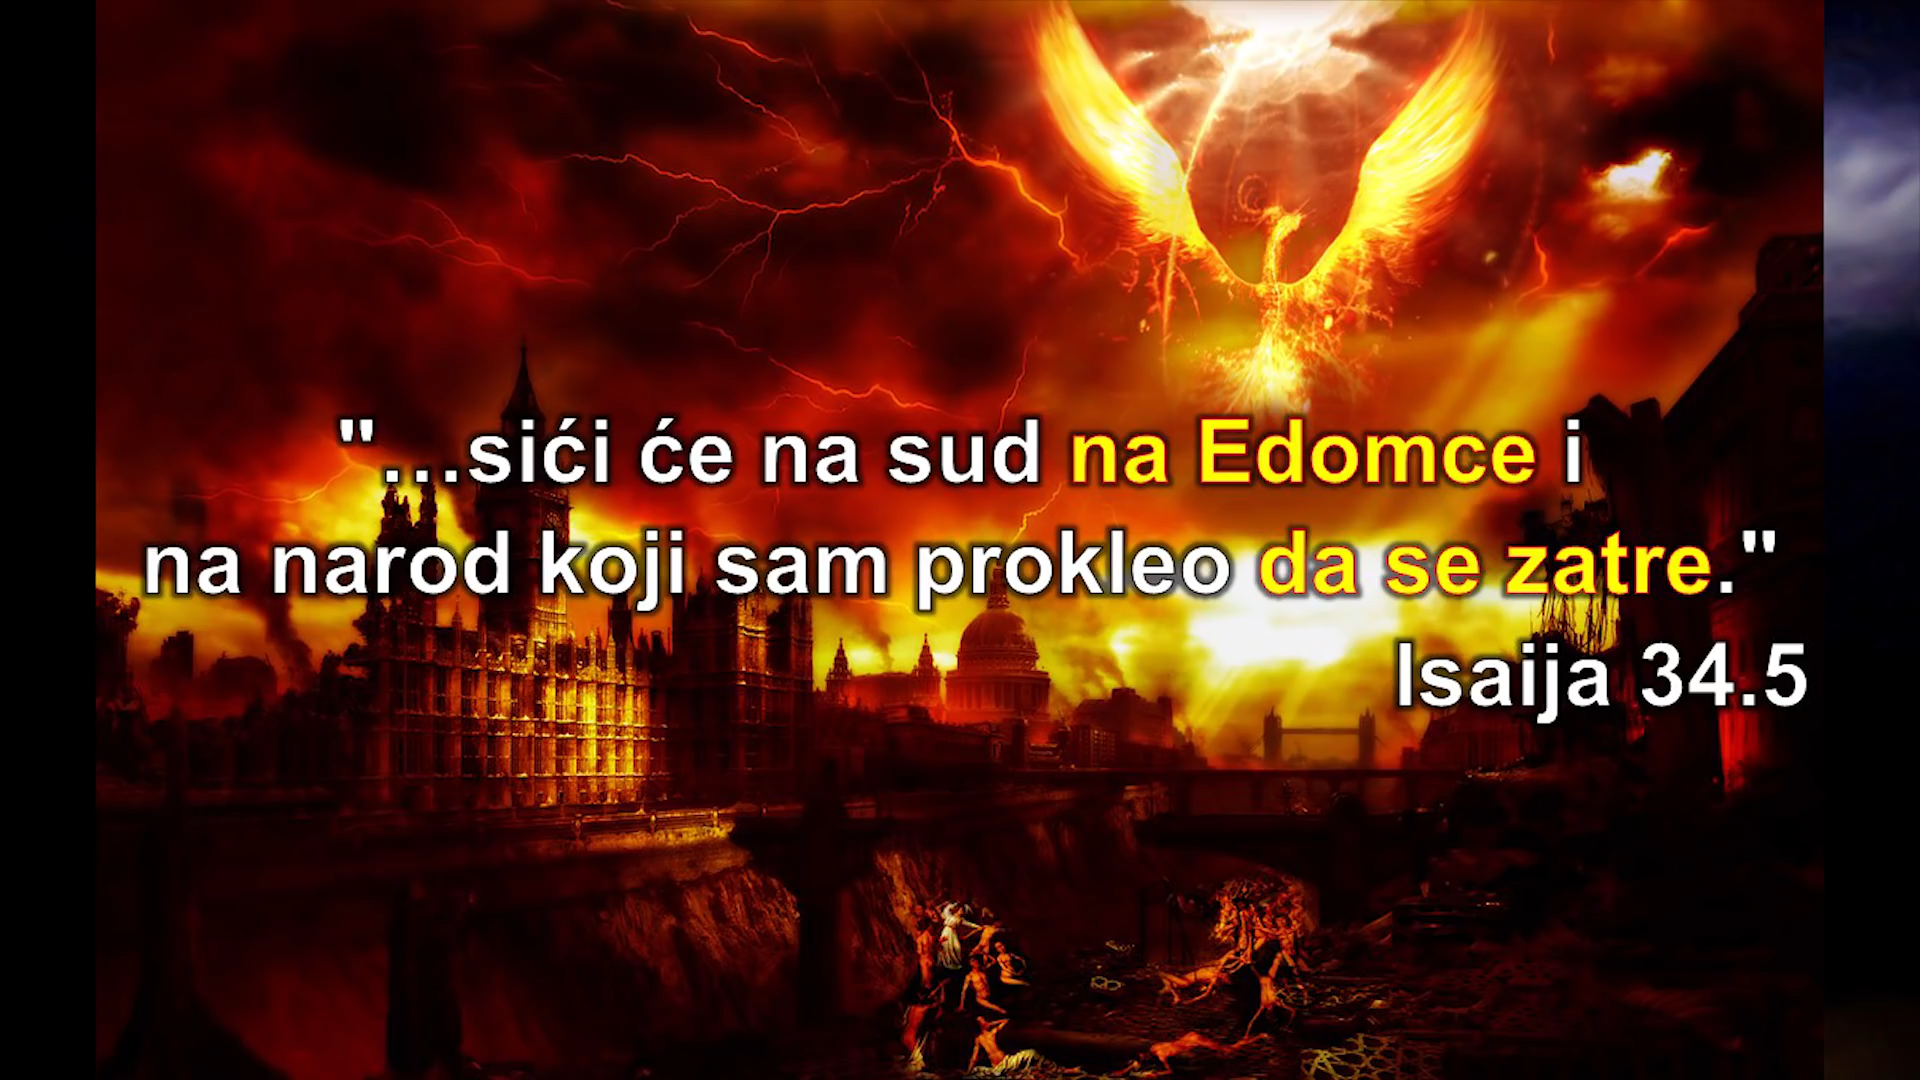 "...sići će na sud na Edomce i
na narod koji sam prokleo da se zatre."
Isaija 34.5